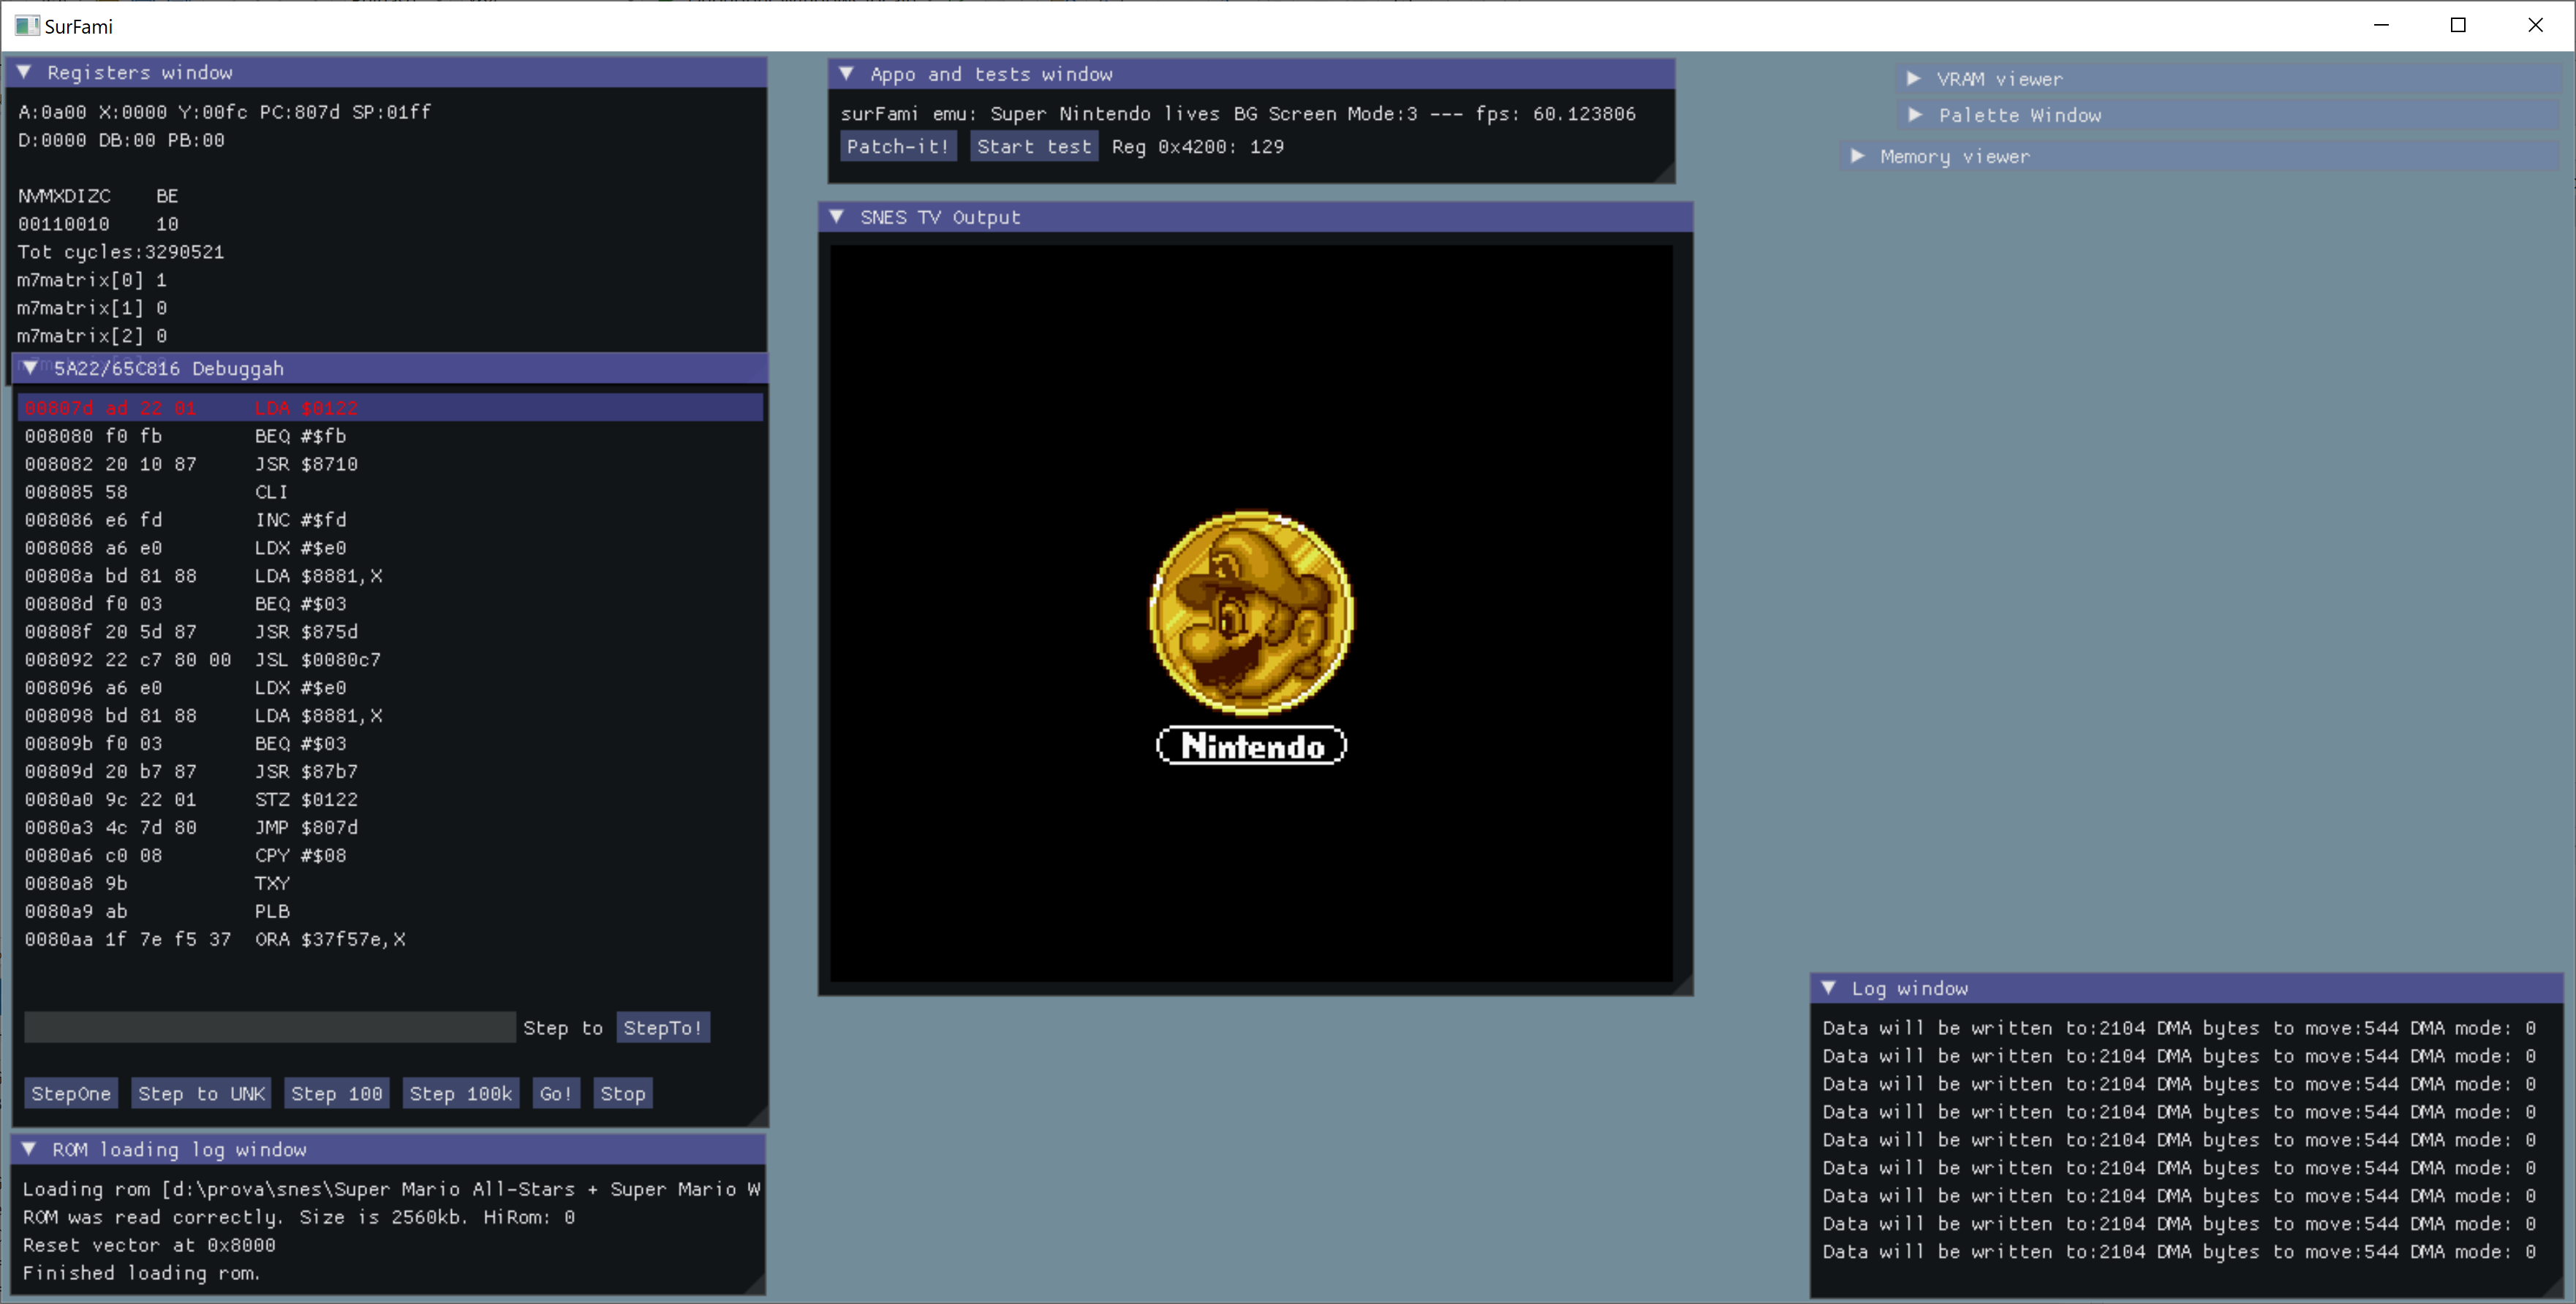 SurFami
Registers window
A:0a00 X:0000 Y:00fc PC:807d SP:01ff
D:0000 DB:00 PB:00
NVMXDIZC    BE
00110010    10
Tot cycles:3290521
m7matrix[0] 1
m7matrix[1] 0
m7matrix[2] 0
5A22/65C816 Debuggah
00807d ad 22 01     LDA $0122
008080 f0 fb        BEQ #$fb
008082 20 10 87     JSR $8710
008085 58           CLI
008086 e6 fd        INC #$fd
008088 a6 e0        LDX #$e0
00808a bd 81 88     LDA $8881,X
00808d f0 03        BEQ #$03
00808f 20 5d 87     JSR $875d
008092 22 c7 80 00  JSL $0080c7
008096 a6 e0        LDX #$e0
008098 bd 81 88     LDA $8881,X
00809b f0 03        BEQ #$03
00809d 20 b7 87     JSR $87b7
0080a0 9c 22 01     STZ $0122
0080a3 4c 7d 80     JMP $807d
0080a6 c0 08        CPY #$08
0080a8 9b           TXY
0080a9 ab           PLB
0080aa 1f 7e f5 37  ORA $37f57e,X
Step to StepTo!
StepOne Step to UNK Step 100 Step 100k Go! Stop
ROM loading log window
Loading rom [d:\prova\snes\Super Mario All-Stars + Super Mario W
ROM was read correctly. Size is 2560kb. HiRom: 0
Reset vector at 0x8000
Finished loading rom.
Appo and tests window
surFami emu: Super Nintendo lives BG Screen Mode:3 --- fps: 60.123806
Patch-it! Start test Reg 0x4200: 129
SNES TV Output
Nintendo
VRAM viewer
Palette Window
Memory viewer
Log window
Data will be written to:2104 DMA bytes to move:544 DMA mode: 0
Data will be written to:2104 DMA bytes to move:544 DMA mode: 0
Data will be written to:2104 DMA bytes to move:544 DMA mode: 0
Data will be written to:2104 DMA bytes to move:544 DMA mode: 0
Data will be written to:2104 DMA bytes to move:544 DMA mode: 0
Data will be written to:2104 DMA bytes to move:544 DMA mode: 0
Data will be written to:2104 DMA bytes to move:544 DMA mode: 0
Data will be written to:2104 DMA bytes to move:544 DMA mode: 0
Data will be written to:2104 DMA bytes to move:544 DMA mode: 0